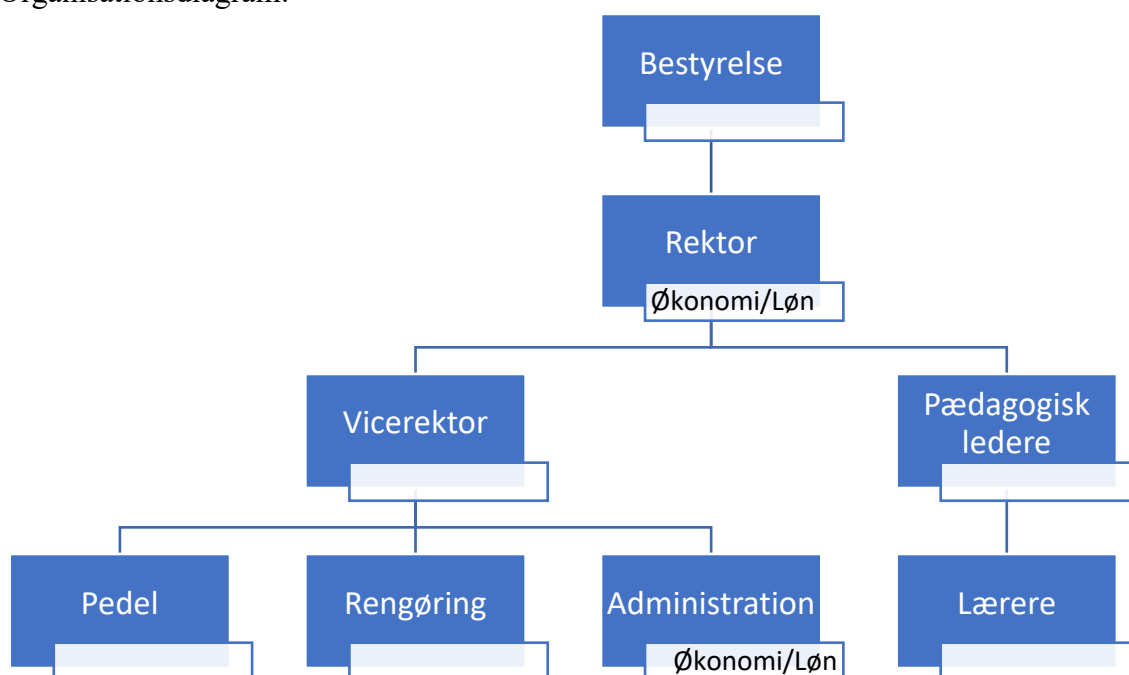 Organisationsdiagram:
Bestyrelse
Rektor
Økonomi/Løn
Vicerektor
Pædagogisk
ledere
Pedel
Rengøring
Administration
Økonomi/Løn
Lærere